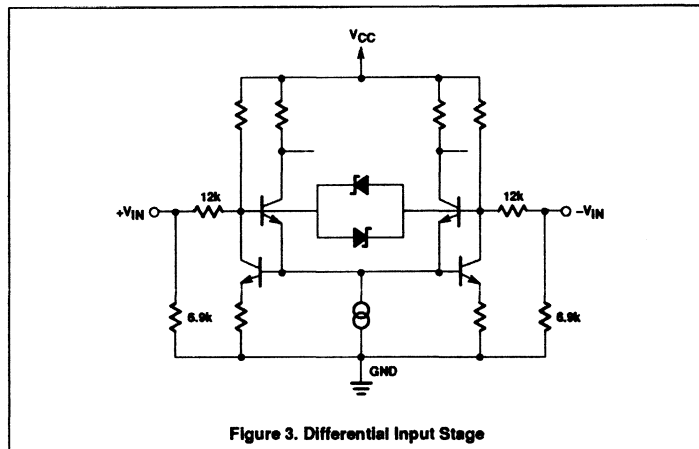 VCC
12k
12k
+VIN
−VIN
6.9k
6.9k
GND
Figure 3. Differential Input Stage